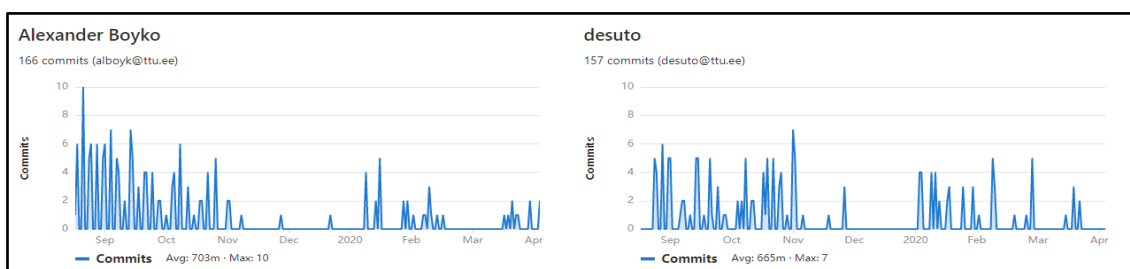 Alexander Boyko
166 commits (alboyk@ttu.ee)
10
8
6
4
2
0
Commits
Sep Oct Nov Dec 2020 Feb Mar Apr
Commits Avg: 703m · Max: 10
desuto
157 commits (desuto@ttu.ee)
10
8
6
4
2
0
Commits
Sep Oct Nov Dec 2020 Feb Mar Apr
Commits Avg: 665m · Max: 7